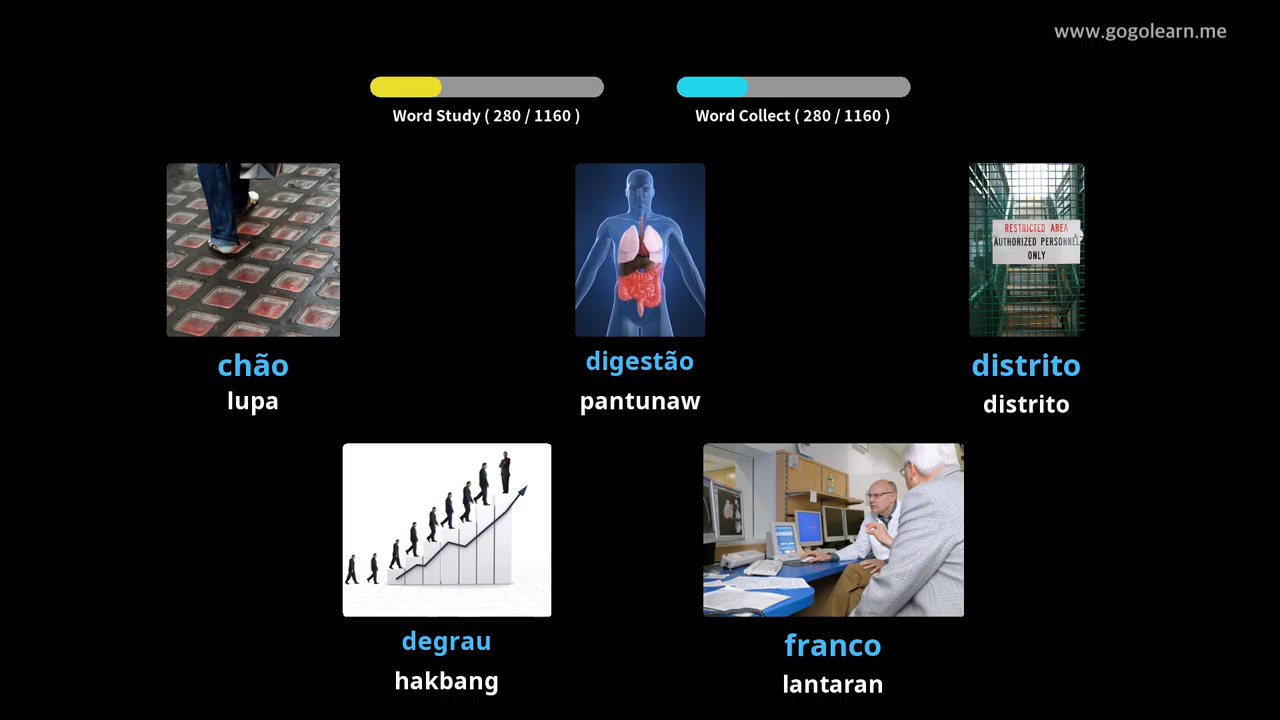 www.gogolearn.me
Word Study ( 280 / 1160 )
Word Collect ( 280 / 1160 )
RESTRICTED AREA
AUTHORIZED PERSONNEL
ONLY
chão
lupa
digestão
pantunaw
distrito
distrito
degrau
hakbang
franco
lantaran